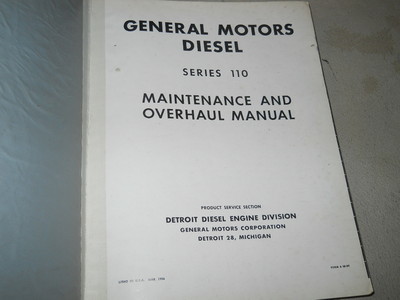 GENERAL MOTORS
DIESEL
SERIES 110
MAINTENANCE AND
OVERHAUL MANUAL
PRODUCT SERVICE SECTION
DETROIT DIESEL ENGINE DIVISION
GENERAL MOTORS CORPORATION
DETROIT 28, MICHIGAN